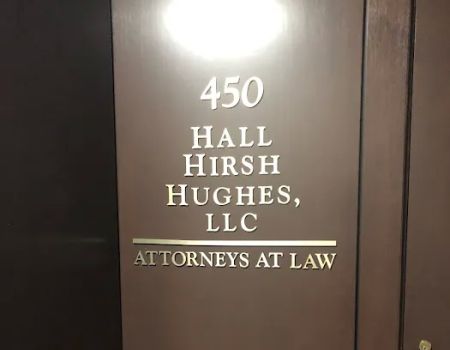 450
HALL
HIRSH
HUGHES,
LLC
ATTORNEYS AT LAW